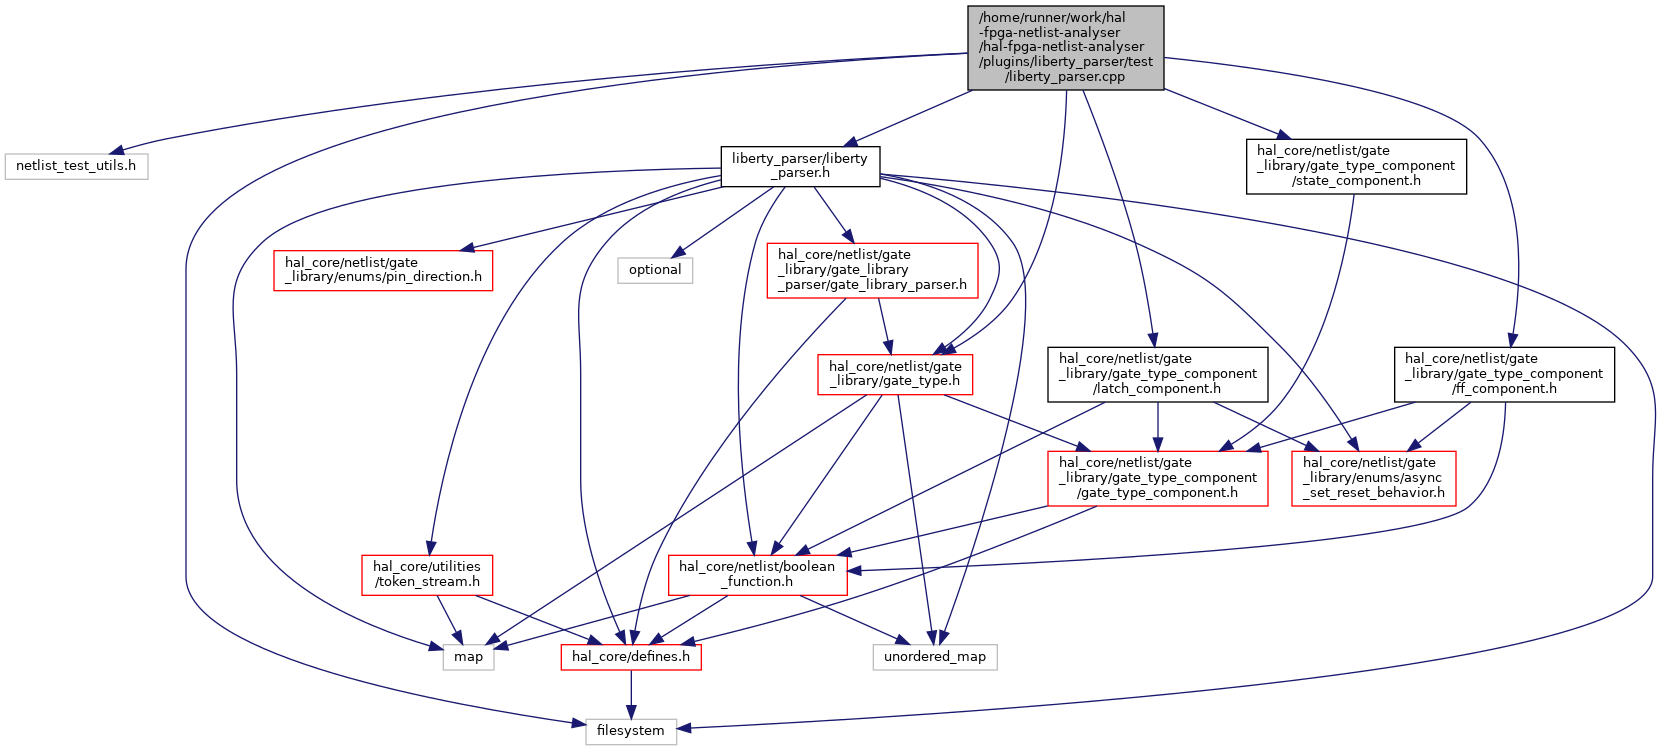 /home/runner/work/hal
-fpga-netlist-analyser
/hal-fpga-netlist-analyser
/plugins/liberty_parser/test
/liberty_parser.cpp
netlist_test_utils.h
liberty_parser/liberty
_parser.h
hal_core/netlist/gate
_library/gate_type_component
/state_component.h
hal_core/netlist/gate
_library/enums/pin_direction.h
optional
hal_core/netlist/gate
_library/gate_library
_parser/gate_library_parser.h
hal_core/netlist/gate
_library/gate_type.h
hal_core/netlist/gate
_library/gate_type_component
/latch_component.h
hal_core/netlist/gate
_library/gate_type_component
/ff_component.h
hal_core/netlist/gate
_library/gate_type_component
/gate_type_component.h
hal_core/netlist/gate
_library/enums/async
_set_reset_behavior.h
hal_core/utilities
/token_stream.h
hal_core/netlist/boolean
_function.h
map
hal_core/defines.h
unordered_map
filesystem